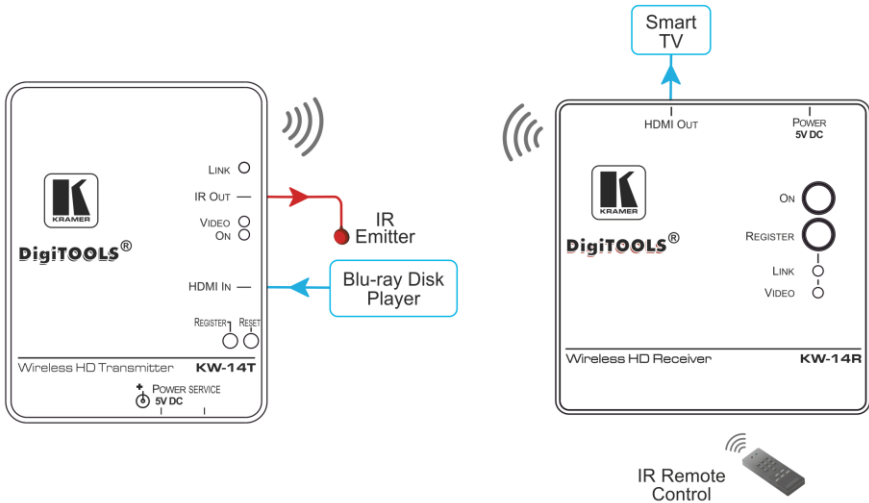 LINK
IR OUT
VIDEO
ON
K
KRAMER
DigiTOOLS®
HDMI IN
REGISTER
RESET
Wireless HD Transmitter
KW-14T
+
POWER SERVICE
5V DC
IR
Emitter
Blu-ray Disk
Player
Smart
TV
HDMI OUT
POWER
5V DC
K
KRAMER
DigiTOOLS®
ON
REGISTER
LINK
VIDEO
Wireless HD Receiver
KW-14R
IR Remote
Control